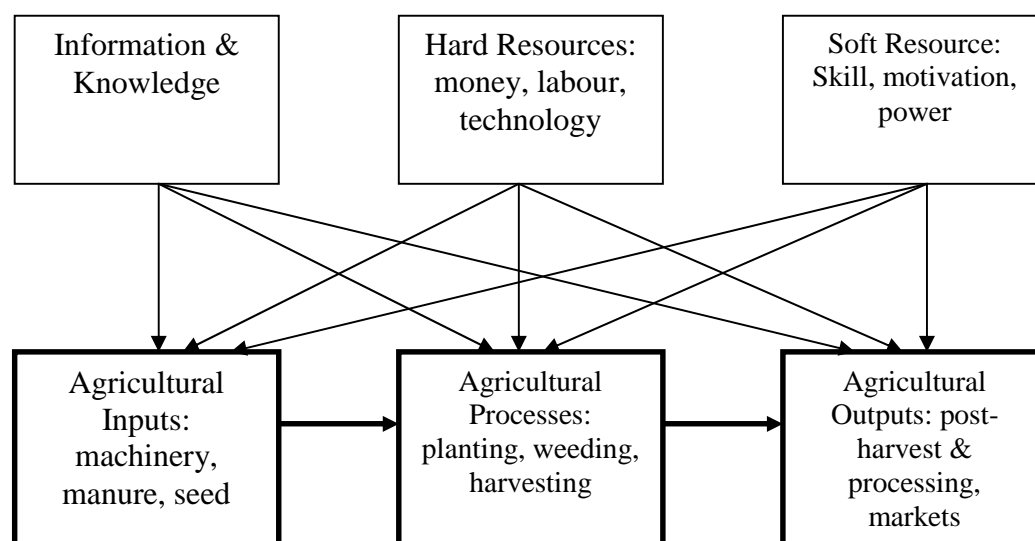 Information &
Knowledge
Hard Resources:
money, labour,
technology
Soft Resource:
Skill, motivation,
power
Agricultural
Inputs:
machinery,
manure, seed
Agricultural
Processes:
planting, weeding,
harvesting
Agricultural
Outputs: post-
harvest &
processing,
markets